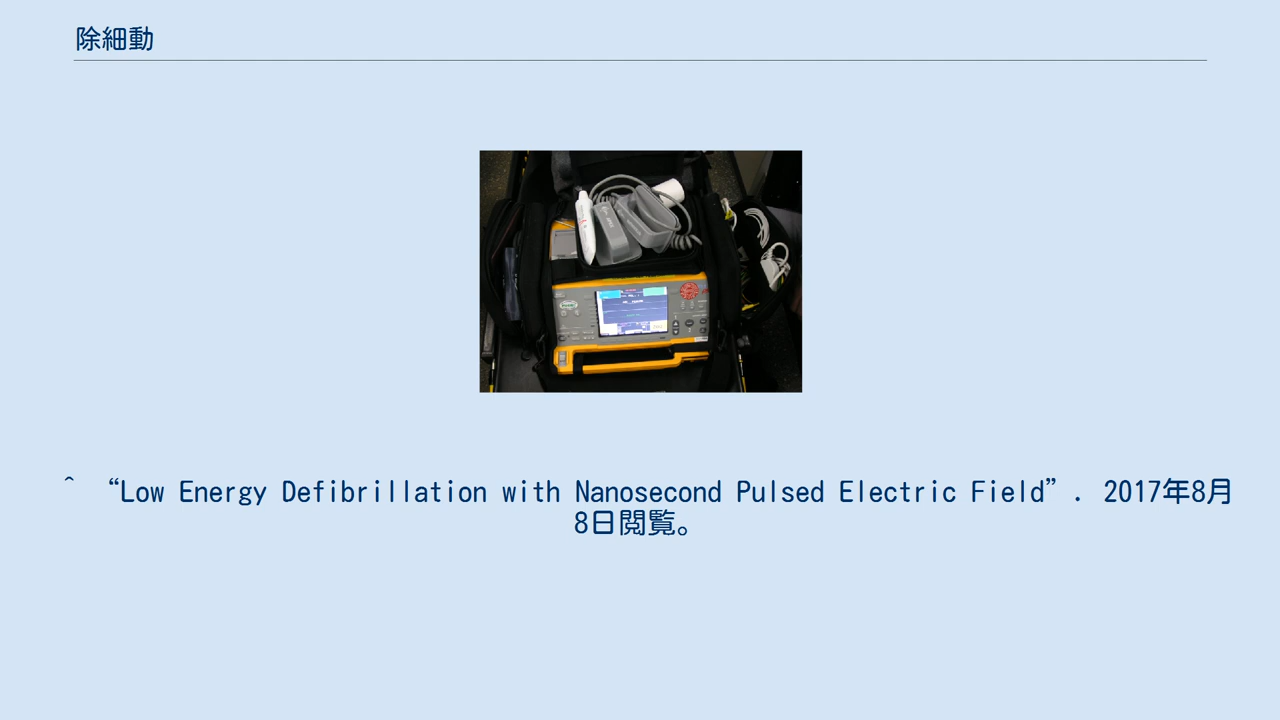 除細動
^ “Low Energy Defibrillation with Nanosecond Pulsed Electric Field”. 2017年8月
8日閲覧。